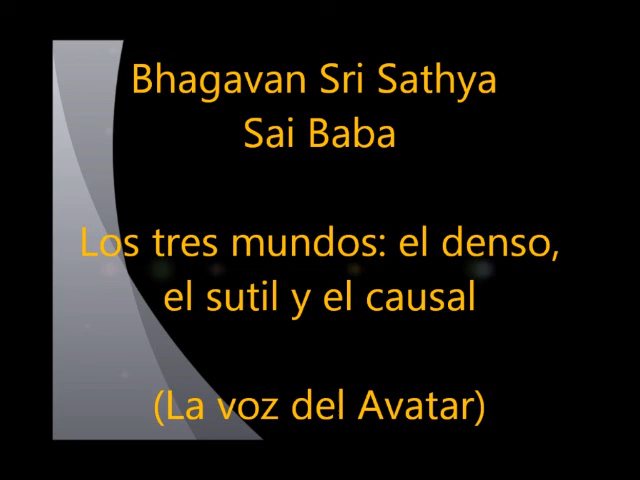 Bhagavan Sri Sathya
Sai Baba
Los tres mundos: el denso,
el sutil y el causal
(La voz del Avatar)